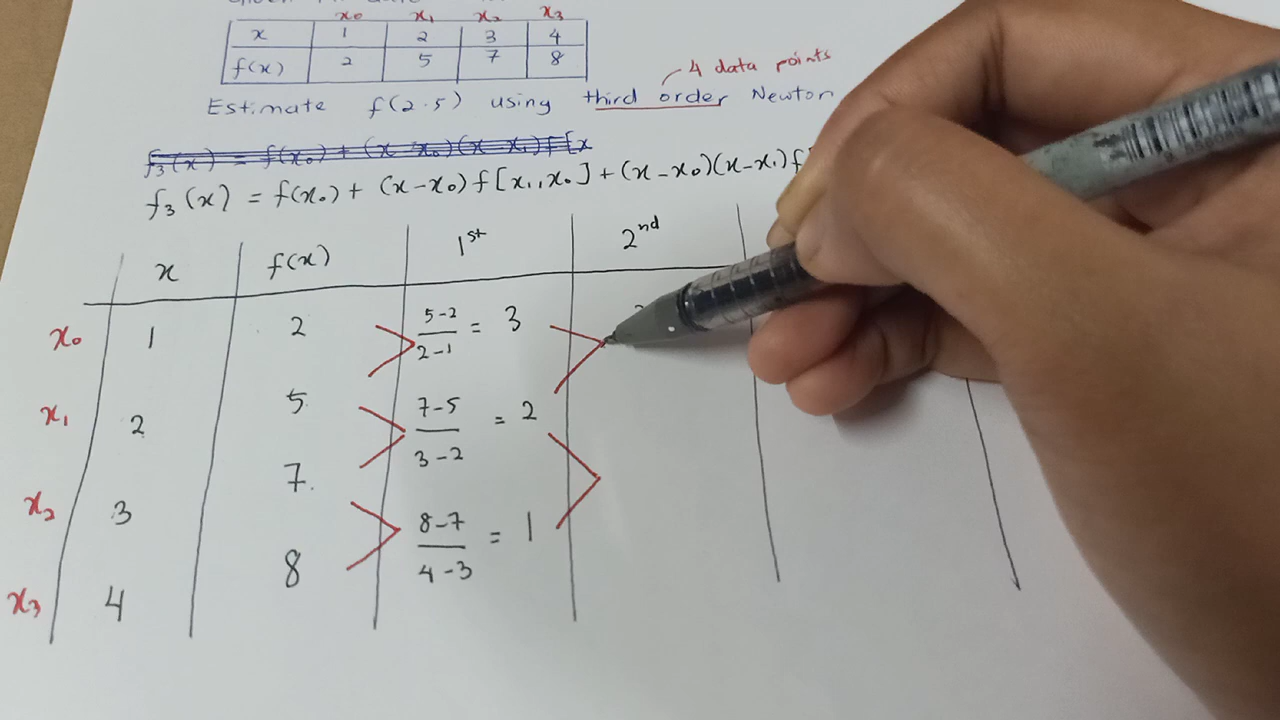 x₀ x₁ x₂ x₃
x 1 2 3 4
f(x) 2 5 7 8
4 data points
Estimate f(2.5) using third order Newton
f₃(x) = f(x₀) + (x-x₀)(x-x₁)f[x
f₃(x) = f(x₀) + (x-x₀) f[x₁,x₀] + (x-x₀)(x-x₁)f
x f(x) 1st 2nd
x₀ 1 2 5-2/2-1 = 3
x₁ 2 5 7-5/3-2 = 2
x₂ 3 7 8-7/4-3 = 1
x₃ 4 8